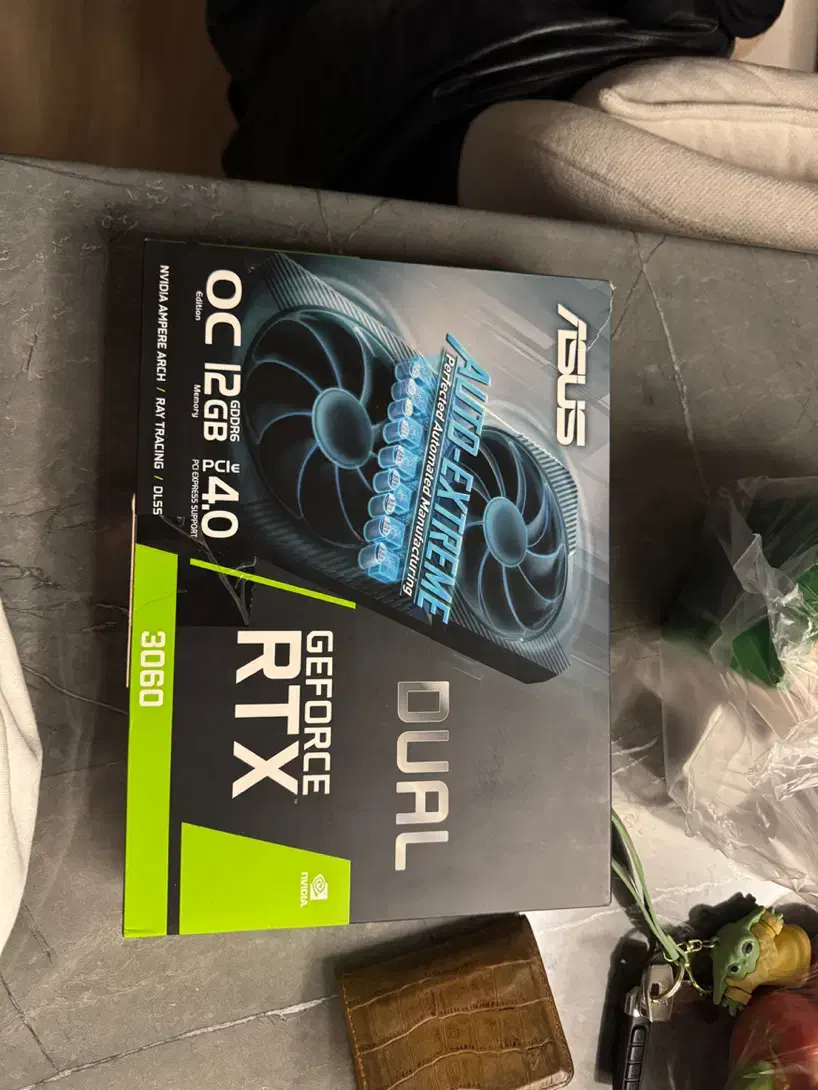 ASUS
AUTO-EXTREME
Perfected Automated Manufacturing
DUAL
GEFORCE
RTX
NVIDIA
OC
Edition
12GB
GDDR6
Memory
PCIe
4.0
PCI EXPRESS SUPPORT
NVIDIA AMPERE ARCH / RAY TRACING / DLSS
3060